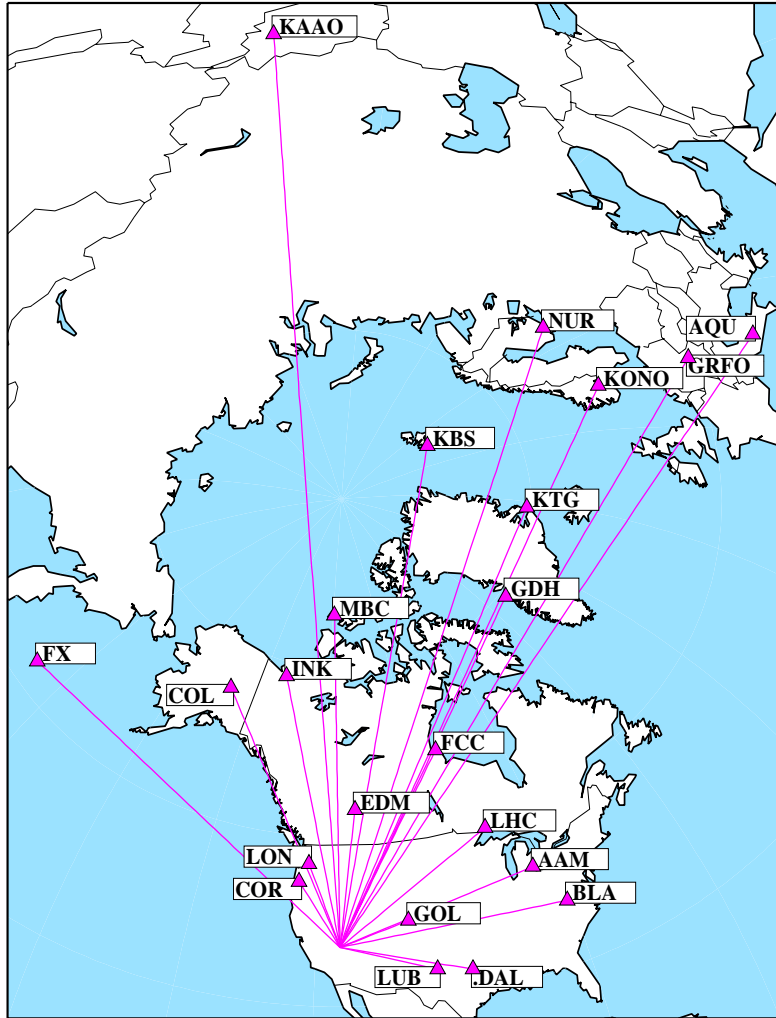 KAAO
NUR
AQU
GRFO
KONO
KBS
KTG
GDH
MBC
FX
INK
COL
FCC
EDM
LHC
LON
AAM
COR
BLA
GOL
LUB
.DAL